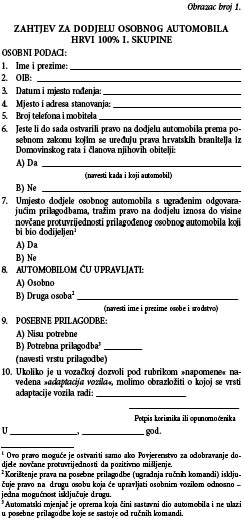 Obrazac broj 1.
ZAHTJEV ZA DODJELU OSOBNOG AUTOMOBILA
HRVI 100% I. SKUPINE
OSOBNI PODACI:
1. Ime i prezime:
2. OIB:
3. Datum i mjesto rođenja:
4. Mjesto i adresa stanovanja:
5. Broj telefona i mobitela
6. Jeste li do sada ostvarili pravo na dodjelu automobila prema po-
sebnom zakonu kojim se uređuju prava hrvatskih branitelja iz
Domovinskog rata i članova njihovih obitelji:
A) Da
(navesti kada i koji automobil)
B) Ne
7. Umjesto dodjele osobnog automobila s ugrađenim odgovara-
jućim prilagodbama, tražim pravo na dodjelu iznosa do visine
novčane protuvrijednosti prilagođenog osobnog automobila koji
bi bio dodijeljen¹
A) Da
B) Ne
8. AUTOMOBILOM ĆU UPRAVLJATI:
A) Osobno
B) Druga osoba²
(navesti ime i prezime osobe i srodstvo)
9. POSEBNE PRILAGODBE:
A) Nisu potrebne
B) Potrebna prilagodba³
(navesti vrstu prilagodbe)
10. Ukoliko je u vozačkoj dozvoli pod rubrikom »napomene« na-
vedena »adaptacija vozila«, molimo obrazložiti o kojoj se vrsti
adaptacije vozila radi:
Potpis korisnika ili opunomoćenika
U , god.
¹ Ovo pravo moguće je ostvariti samo ako Povjerenstvo za odobravanje do-
djele novčane protuvrijednosti da pozitivno mišljenje.
² Korištenje prava na posebne prilagodbe (ugradnja ručnih komandi) isklju-
čuje pravo na drugu osobu koja će upravljati osobnim vozilom odnosno –
jedna mogućnost isključuje drugu.
³ Automatski mjenjač je oprema koja čini sastavni dio automobila i ne ulazi
u posebne prilagodbe koje se sastoje od ručnih komandi.